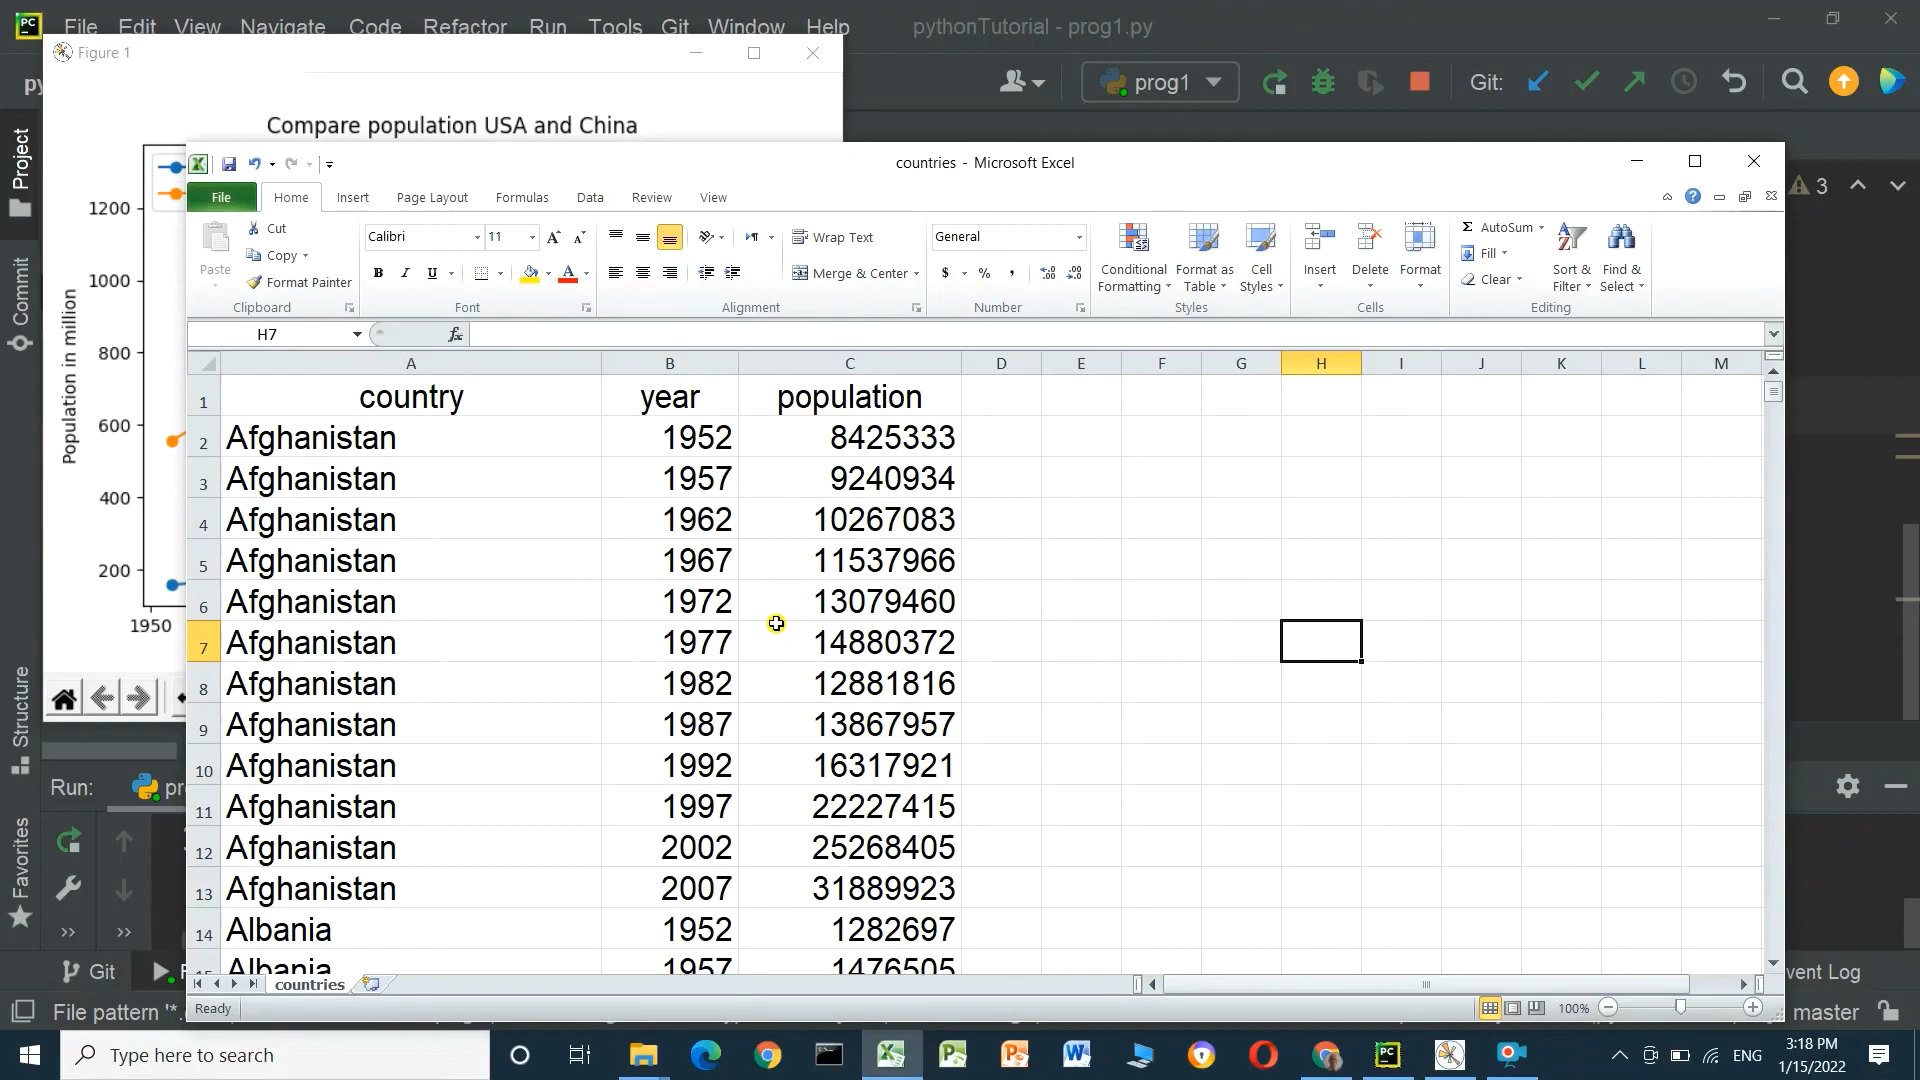 File Edit View Navigate Code Refactor Run Tools Git Window Help pythonTutorial - prog1.py
Figure 1
prog1 Git:
Compare population USA and China
countries - Microsoft Excel
File Home Insert Page Layout Formulas Data Review View
3
Cut
Copy
Paste
Format Painter
Clipboard
Calibri 11
B I U A
Font
Wrap Text
Merge & Center
Alignment
General
$ % ,
Number
Conditional Formatting
Format as Table
Cell Styles
Styles
Insert Delete Format
Cells
Σ AutoSum
Fill
Clear
Sort & Filter
Find & Select
Editing
H7 fx
A B C D E F G H I J K L M
1 country year population
2 Afghanistan 1952 8425333
3 Afghanistan 1957 9240934
4 Afghanistan 1962 10267083
5 Afghanistan 1967 11537966
6 Afghanistan 1972 13079460
7 Afghanistan 1977 14880372
8 Afghanistan 1982 12881816
9 Afghanistan 1987 13867957
10 Afghanistan 1992 16317921
11 Afghanistan 1997 22227415
12 Afghanistan 2002 25268405
13 Afghanistan 2007 31889923
14 Albania 1952 1282697
15 Albania 1957 1476505
countries
Ready 100%
Project
Commit
Structure
Favorites
Population in million
1200
1000
800
600
400
200
1950
Run:
Git
File pattern '*.
vent Log
master
Type here to search
ENG
3:18 PM
1/15/2022